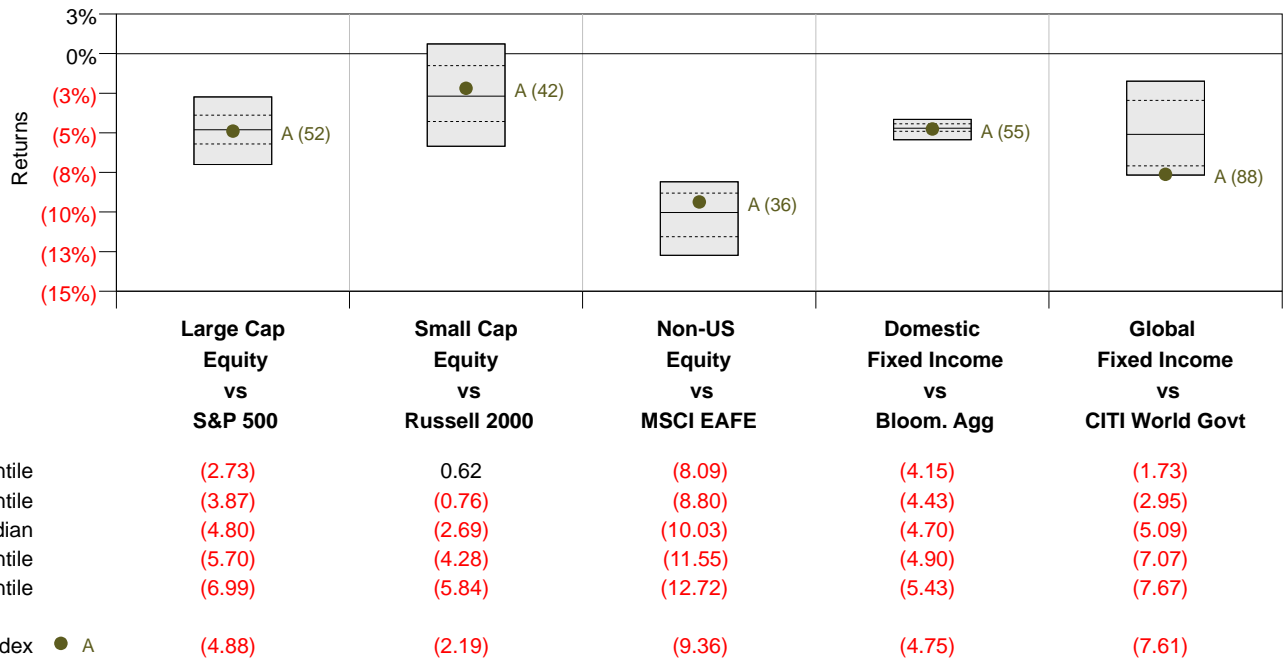 3%
0%
(3%)
(5%)
(8%)
(10%)
(13%)
(15%)
Returns
A (52)
A (42)
A (36)
A (55)
A (88)
Large Cap Equity vs S&P 500
Small Cap Equity vs Russell 2000
Non-US Equity vs MSCI EAFE
Domestic Fixed Income vs Bloom. Agg
Global Fixed Income vs CITI World Govt
(2.73) 0.62 (8.09) (4.15) (1.73)
(3.87) (0.76) (8.80) (4.43) (2.95)
(4.80) (2.69) (10.03) (4.70) (5.09)
(5.70) (4.28) (11.55) (4.90) (7.07)
(6.99) (5.84) (12.72) (5.43) (7.67)
A (4.88) (2.19) (9.36) (4.75) (7.61)